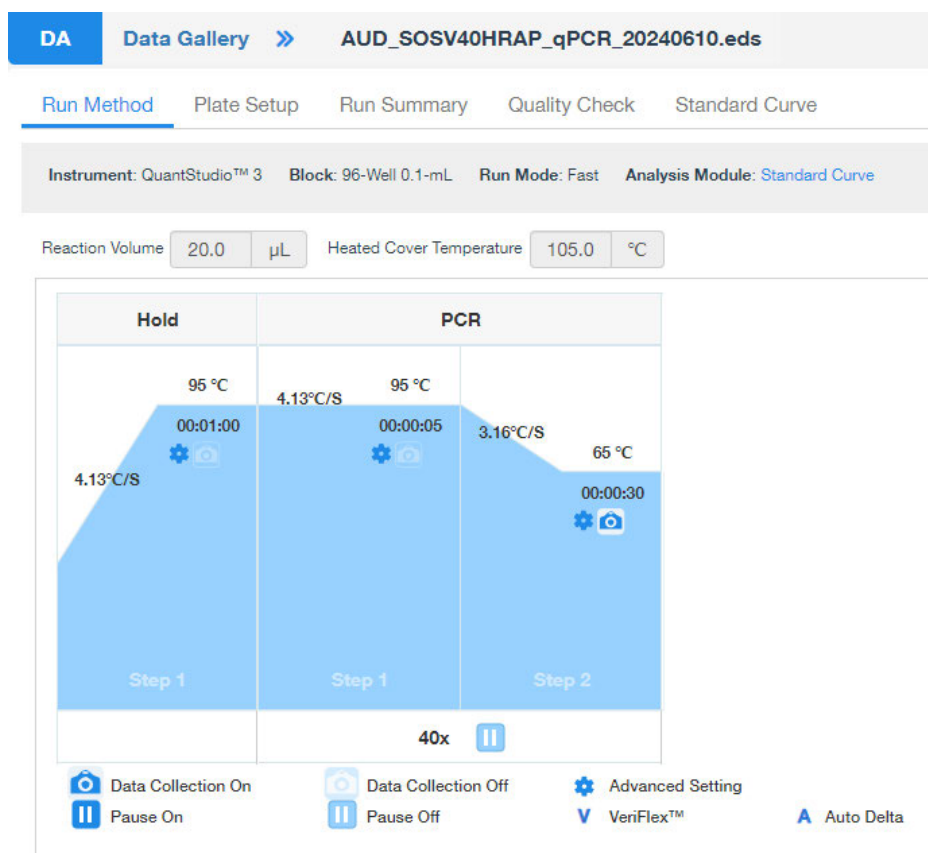 DA Data Gallery » AUD_SOSV40HRAP_qPCR_20240610.eds
Run Method Plate Setup Run Summary Quality Check Standard Curve
Instrument: QuantStudio™ 3 Block: 96-Well 0.1-mL Run Mode: Fast Analysis Module: Standard Curve
Reaction Volume 20.0 µL Heated Cover Temperature 105.0 °C
Hold PCR
95 °C 4.13°C/S 95 °C
00:01:00 00:00:05 3.16°C/S
65 °C
4.13°C/S
00:00:30
Step 1 Step 1 Step 2
40x
Data Collection On Data Collection Off Advanced Setting
Pause On Pause Off V VeriFlex™ A Auto Delta